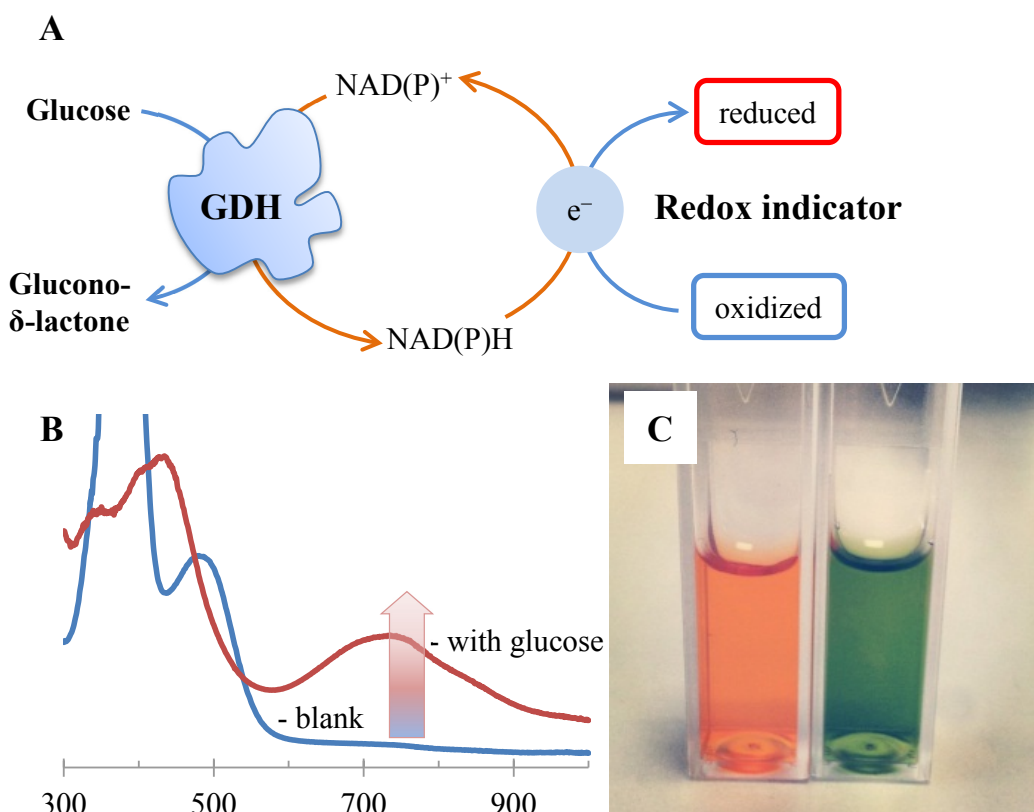 A
NAD(P)⁺
Glucose
reduced
GDH
e⁻
Redox indicator
Glucono-
δ-lactone
oxidized
NAD(P)H
B
C
- with glucose
- blank
300
500
700
900